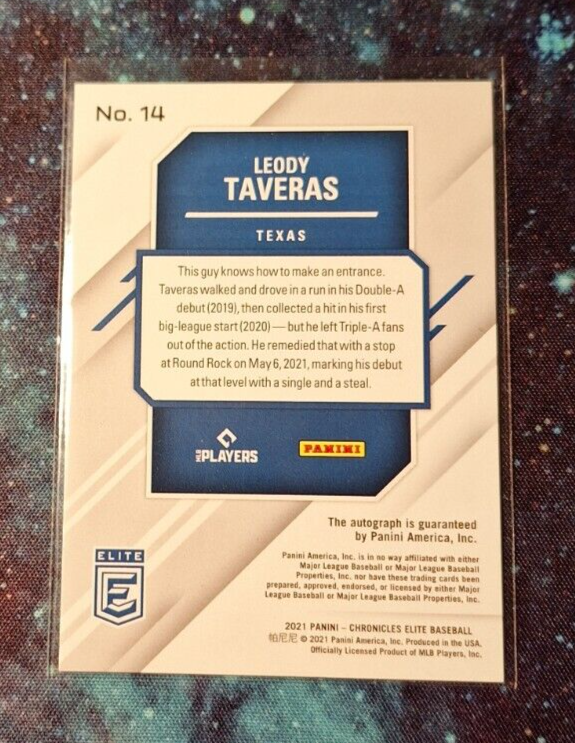 No. 14
LEODY
TAVERAS
TEXAS
This guy knows how to make an entrance.
Taveras walked and drove in a run in his Double-A
debut (2019), then collected a hit in his first
big-league start (2020) — but he left Triple-A fans
out of the action. He remedied that with a stop
at Round Rock on May 6, 2021, marking his debut
at that level with a single and a steal.
MLB PLAYERS
PANINI
The autograph is guaranteed
by Panini America, Inc.
ELITE
E
Panini America, Inc. is in no way affiliated with either
Major League Baseball or Major League Baseball
Properties, Inc. nor have these trading cards been
prepared, approved, endorsed, or licensed by either Major
League Baseball or Major League Baseball Properties, Inc.
2021 PANINI – CHRONICLES ELITE BASEBALL
帕尼尼 © 2021 Panini America, Inc. Produced in the USA.
Officially Licensed Product of MLB Players, Inc.